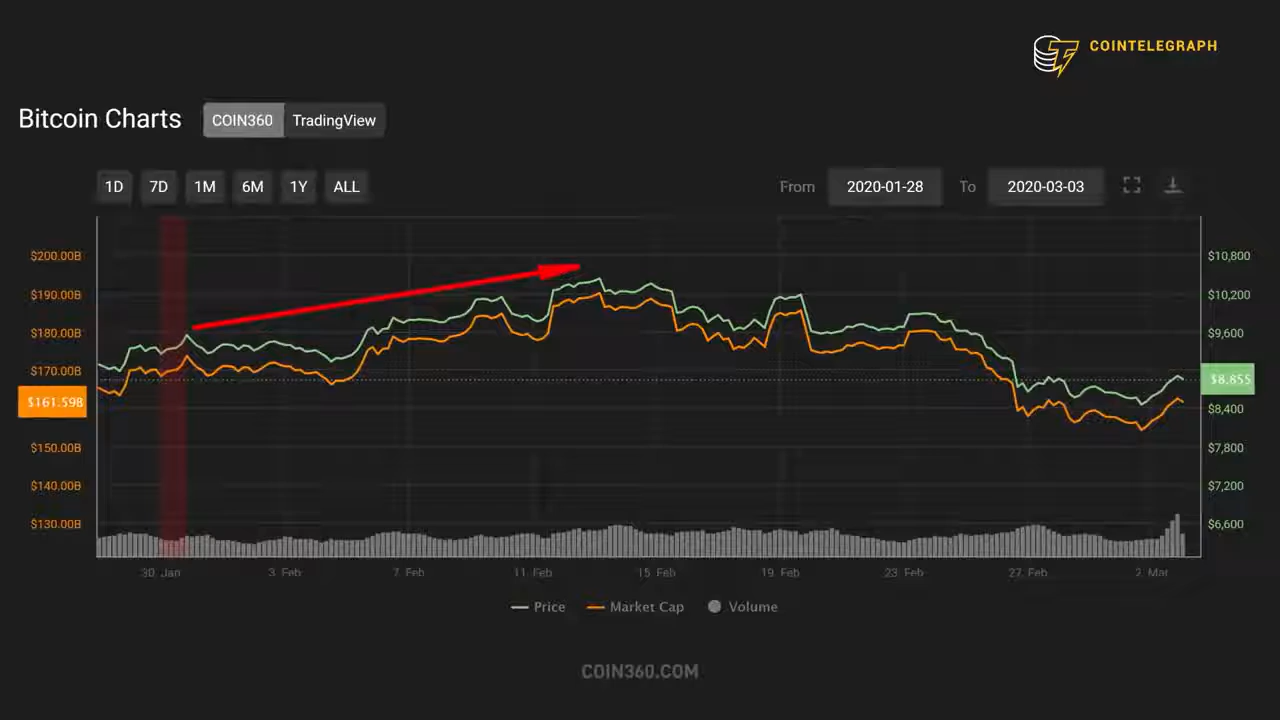 COINTELEGRAPH
Bitcoin Charts COIN360 TradingView
1D 7D 1M 6M 1Y ALL From 2020-01-28 To 2020-03-03
$200.00B $10,800
$190.00B $10,200
$180.00B $9,600
$170.00B
$8.855
$161.598
$8,400
$150.00B $7,800
$140.00B $7,200
$130.00B $6,600
30. Jan 3. Feb 7. Feb 11. Feb 15. Feb 19. Feb 23. Feb 27. Feb 2. Mar
Price Market Cap Volume
COIN360.COM